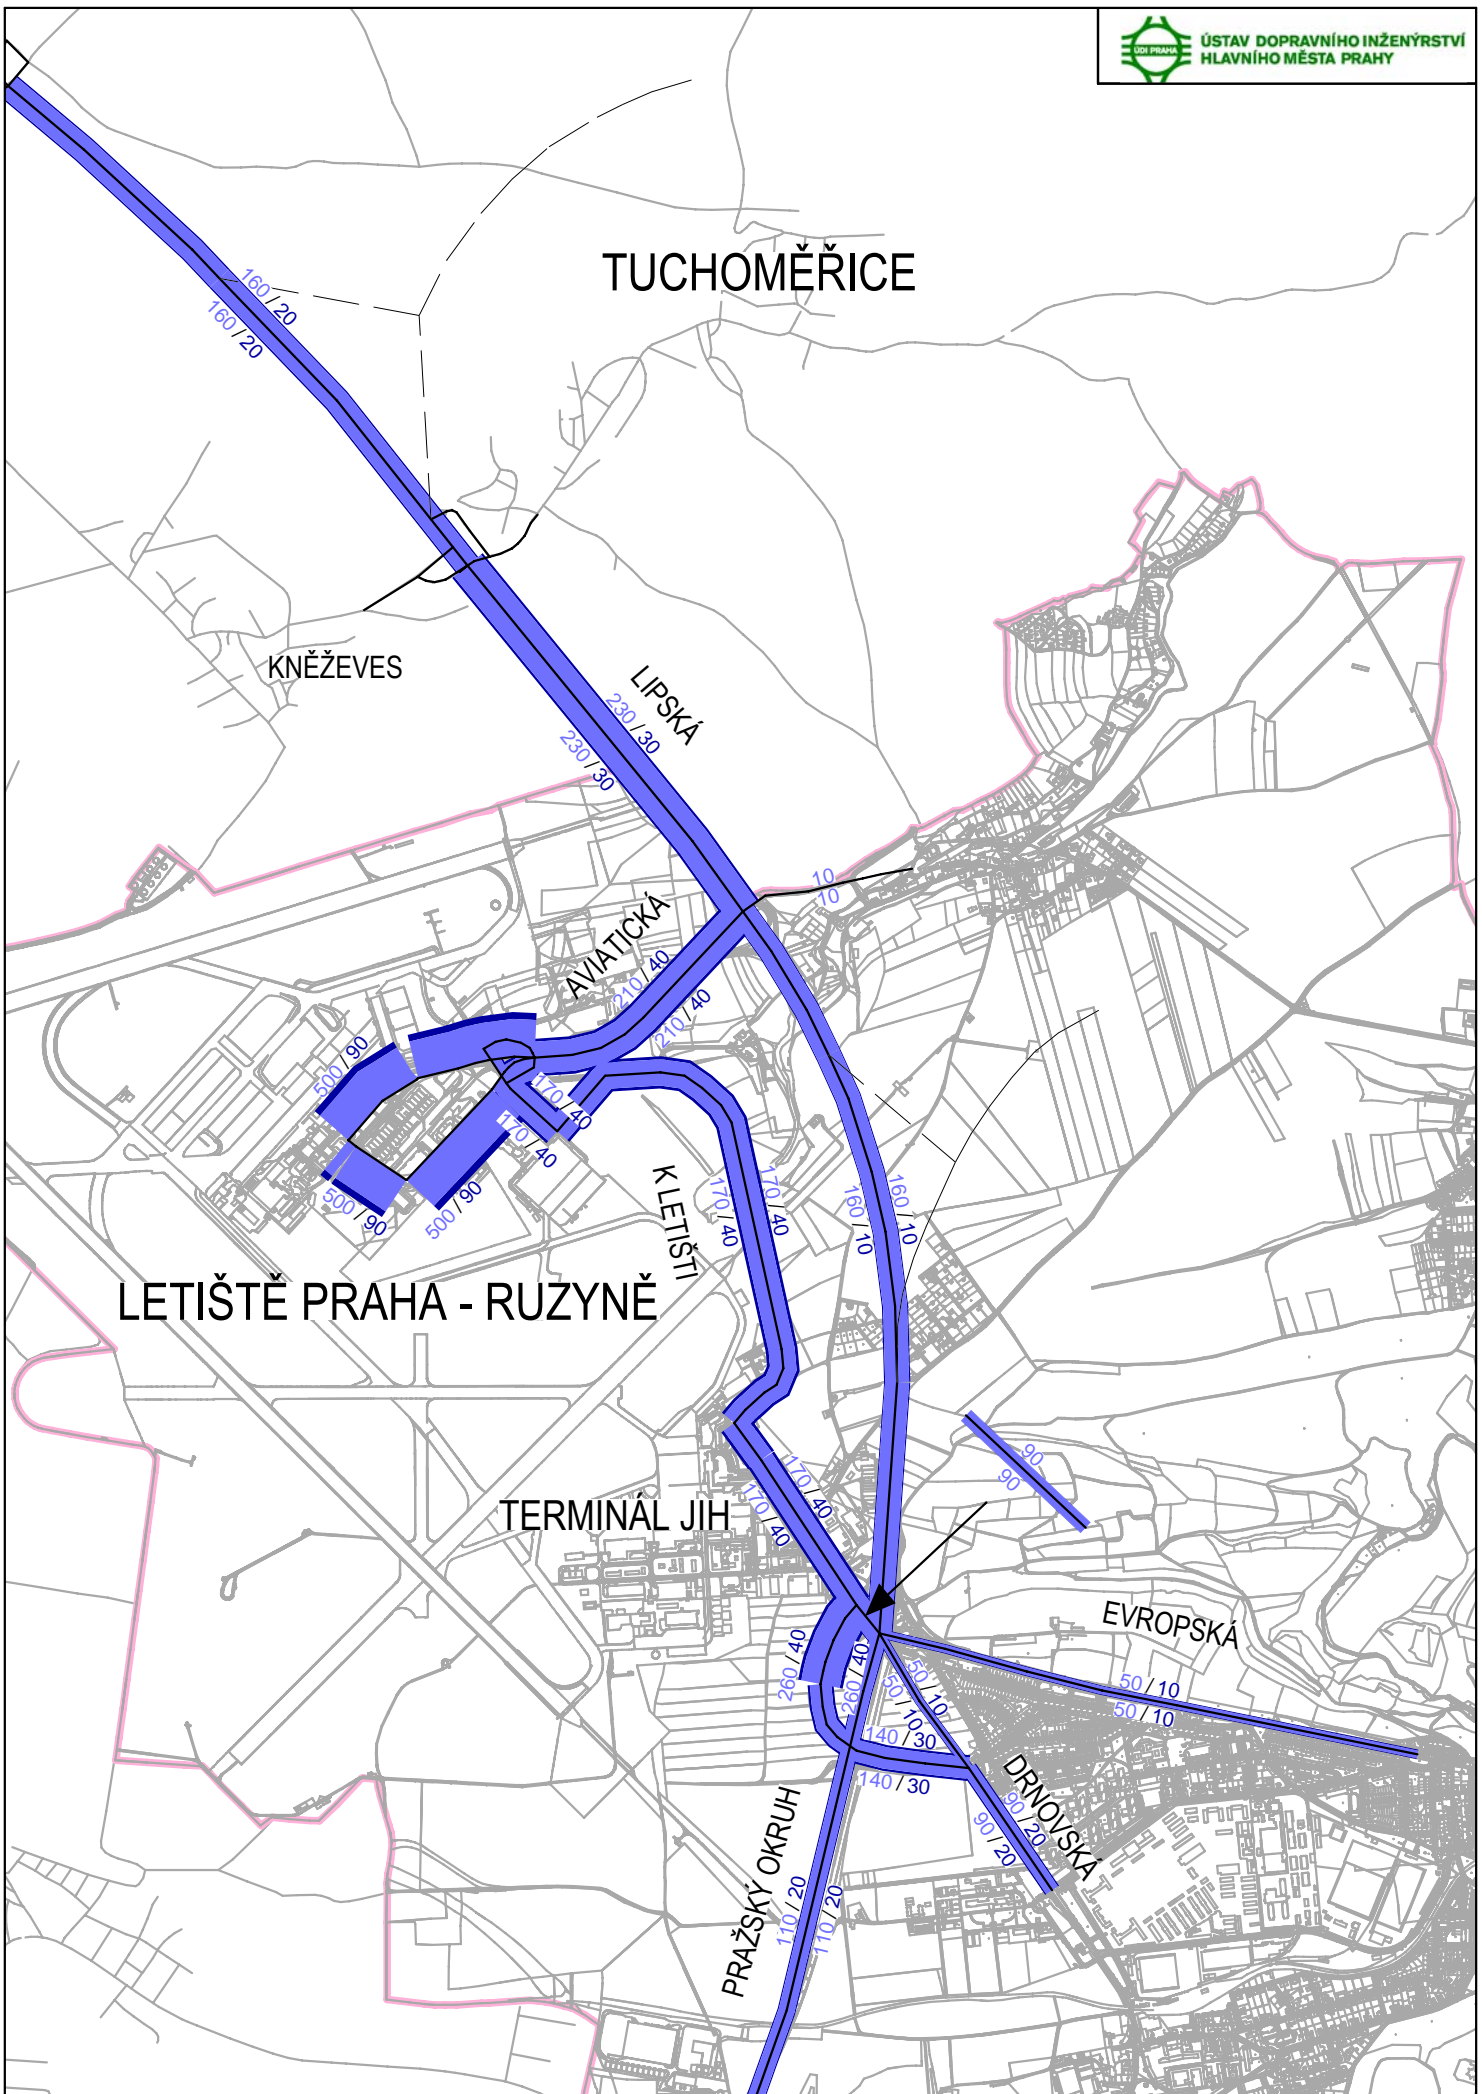 ÚDI PRAHA
ÚSTAV DOPRAVNÍHO INŽENÝRSTVÍ
HLAVNÍHO MĚSTA PRAHY
TUCHOMĚŘICE
160 / 20
160 / 20
KNĚŽEVES
LIPSKÁ
230 / 30
230 / 30
10
10
AVIATICKÁ
210 / 40
210 / 40
500 / 90
170 / 40
170 / 40
500 / 90
500 / 90
K LETIŠTI
170 / 40
170 / 40
160 / 10
160 / 10
LETIŠTĚ PRAHA - RUZYNĚ
90
90
170 / 40
170 / 40
TERMINÁL JIH
EVROPSKÁ
260 / 40
260 / 40
50 / 10
50 / 10
50 / 10
50 / 10
140 / 30
140 / 30
DRNOVSKÁ
90 / 20
90 / 20
PRAŽSKÝ OKRUH
110 / 20
110 / 20